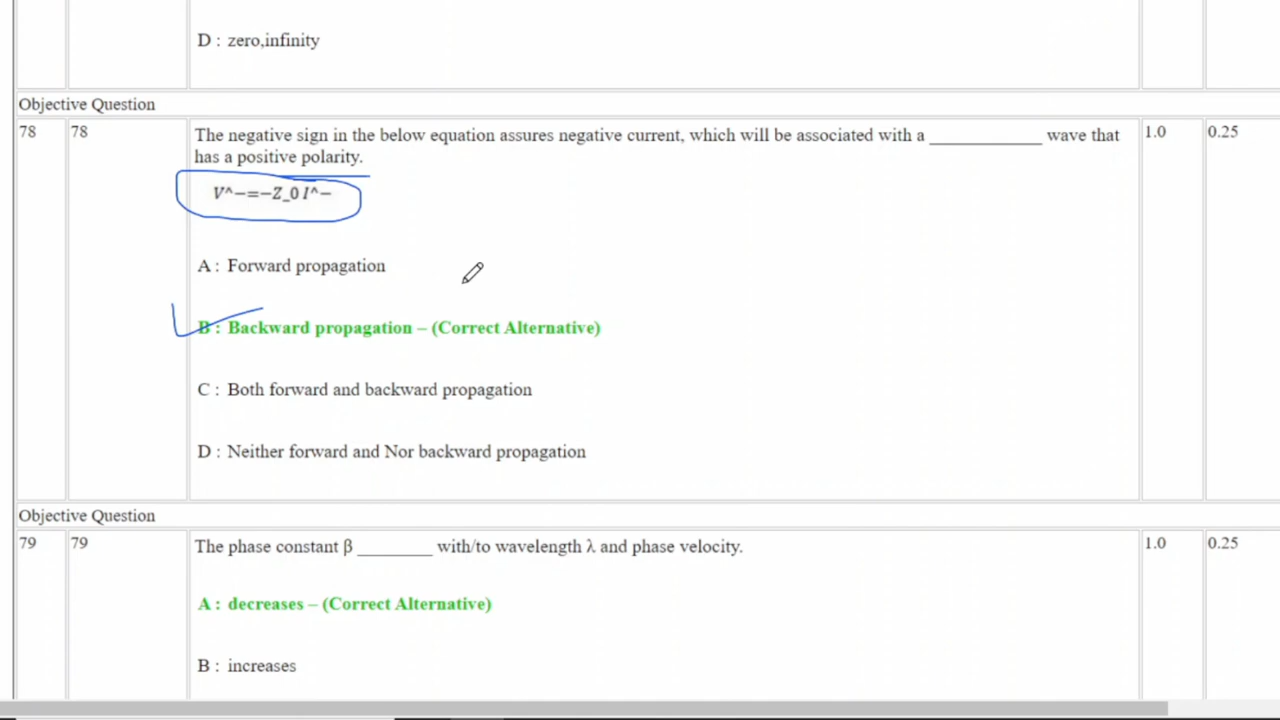 D : zero,infinity
Objective Question
78 78 The negative sign in the below equation assures negative current, which will be associated with a ____________ wave that 1.0 0.25
has a positive polarity.
V^−=−Z_0 I^−
A : Forward propagation
B : Backward propagation – (Correct Alternative)
C : Both forward and backward propagation
D : Neither forward and Nor backward propagation
Objective Question
79 79 The phase constant β ________ with/to wavelength λ and phase velocity. 1.0 0.25
A : decreases – (Correct Alternative)
B : increases